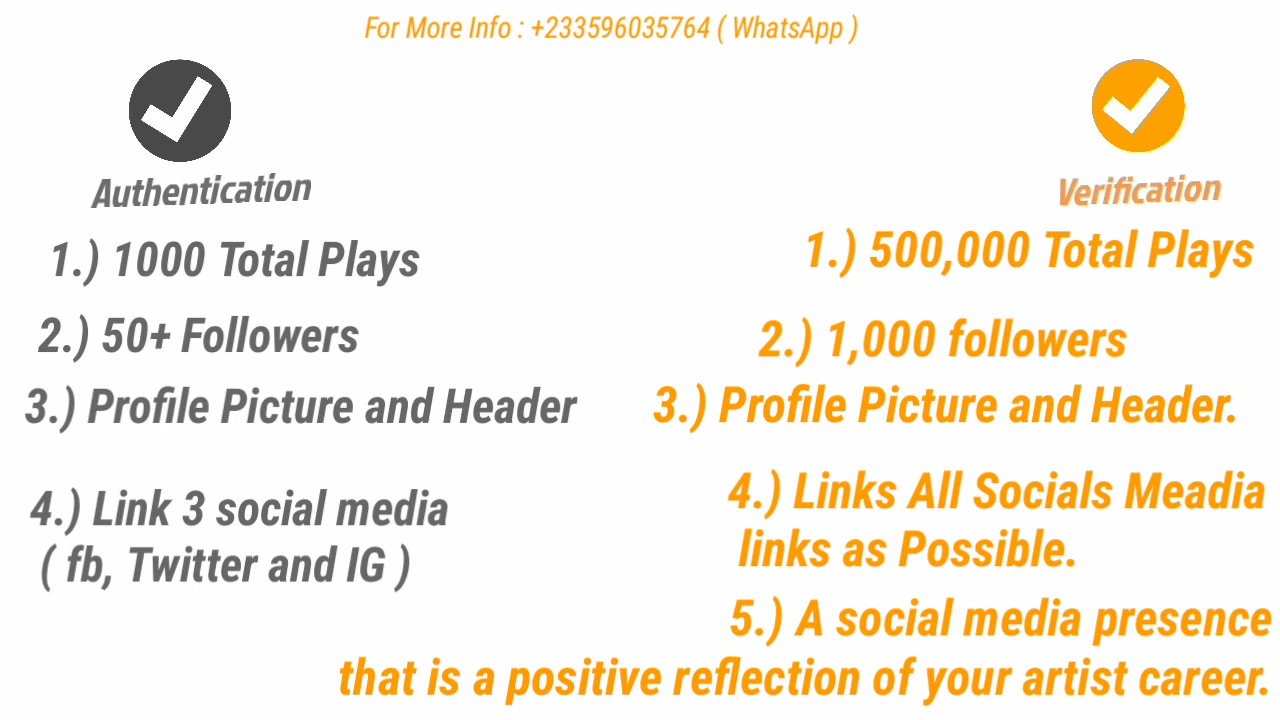 For More Info : +233596035764 ( WhatsApp )
Authentication
1.) 1000 Total Plays
2.) 50+ Followers
3.) Profile Picture and Header
4.) Link 3 social media
( fb, Twitter and IG )
Verification
1.) 500,000 Total Plays
2.) 1,000 followers
3.) Profile Picture and Header.
4.) Links All Socials Meadia
links as Possible.
5.) A social media presence
that is a positive reflection of your artist career.